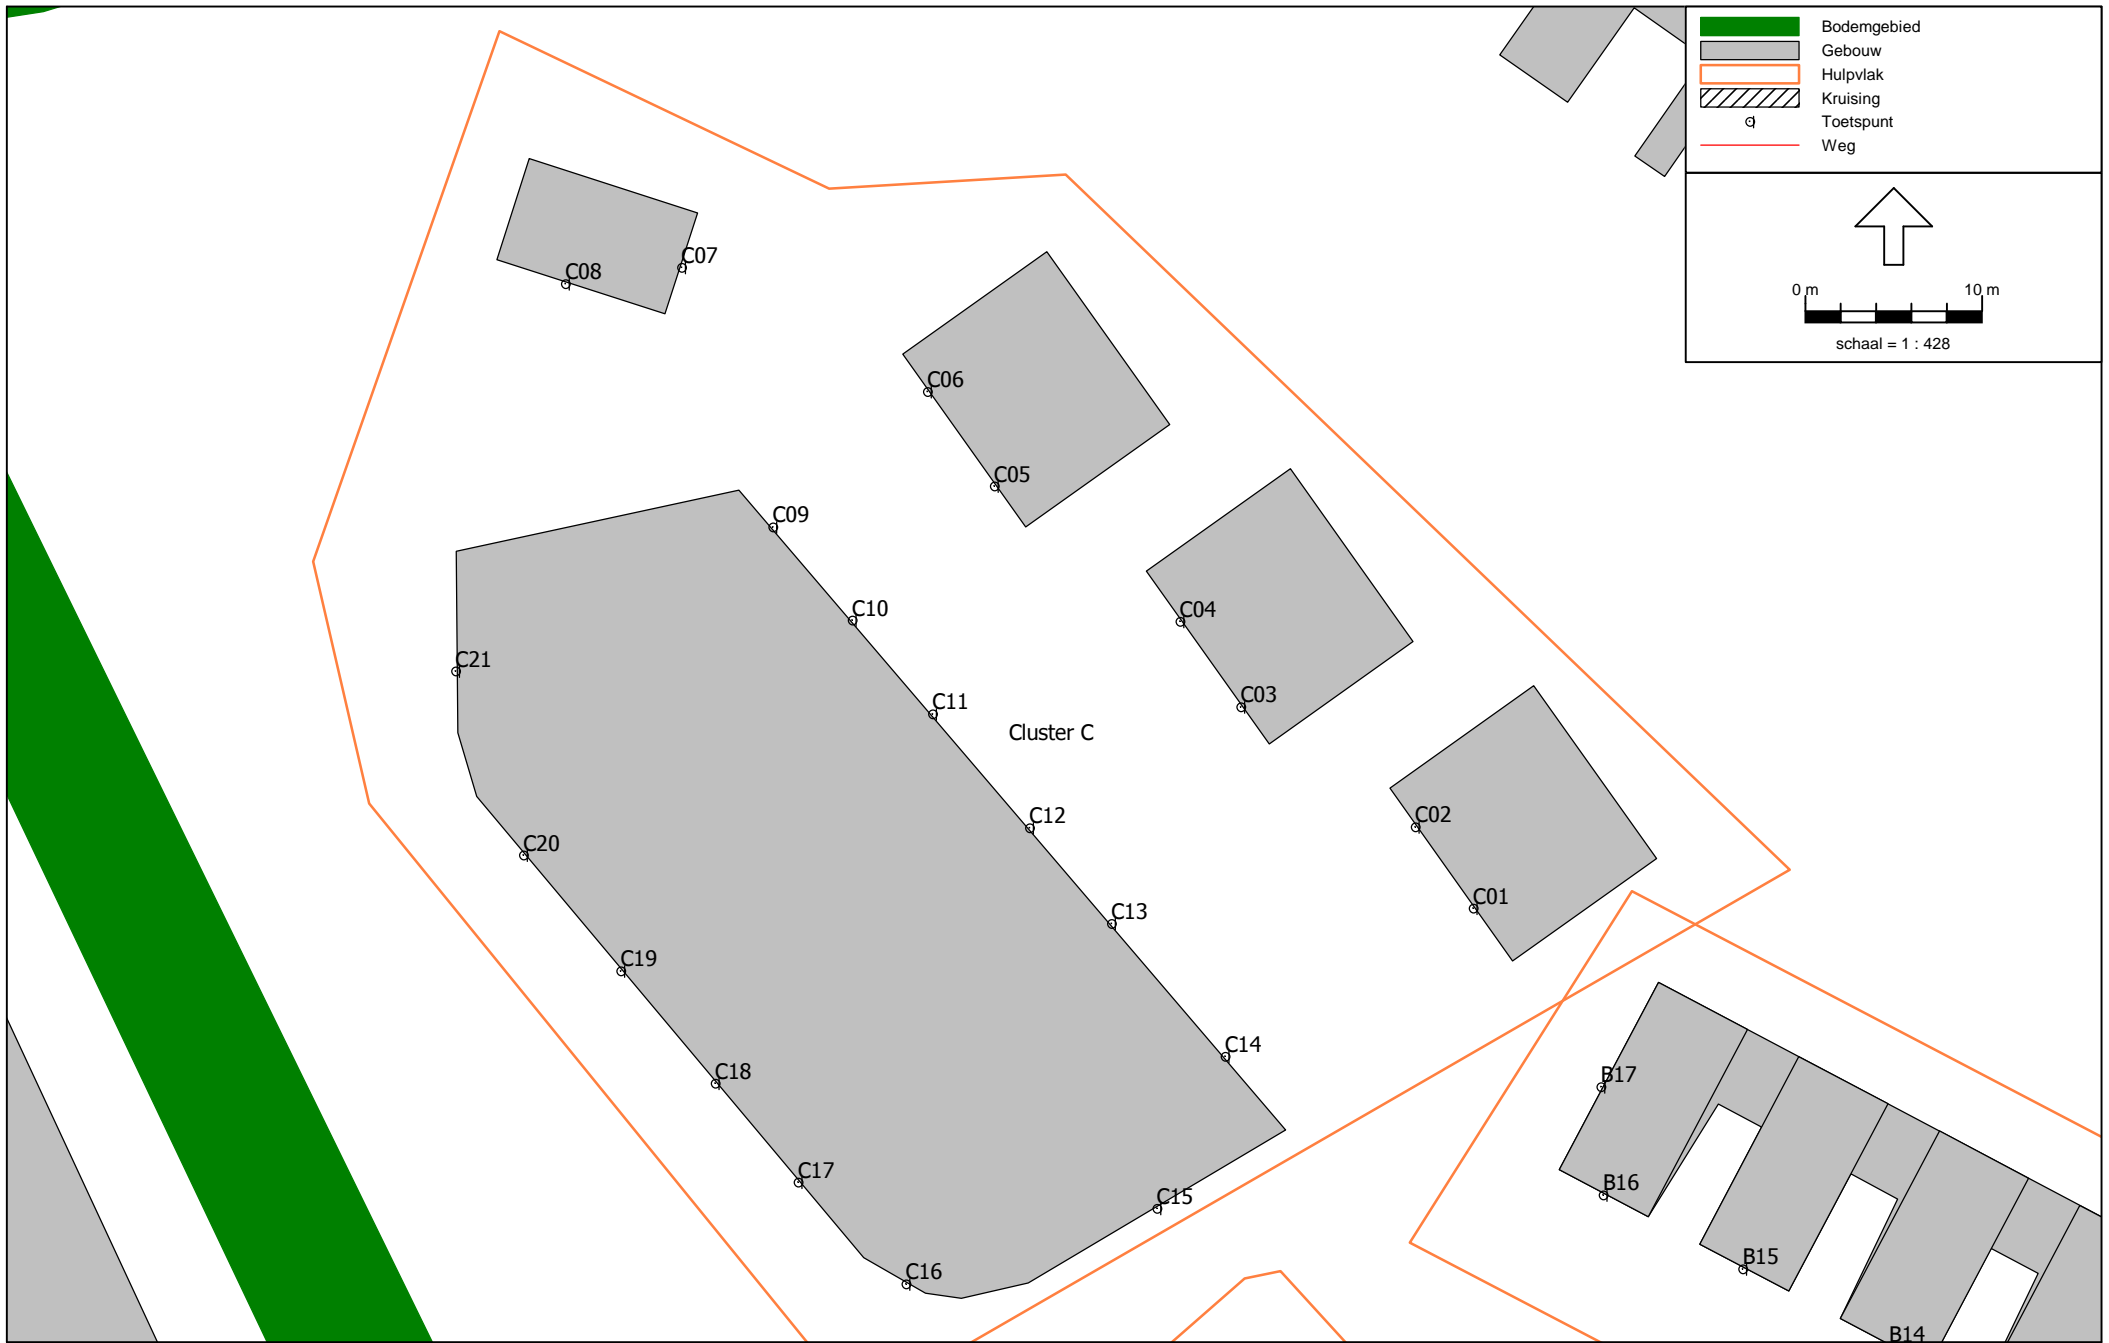 Bodemgebied
Gebouw
Hulpvlak
Kruising
Toetspunt
Weg
0 m 10 m
schaal = 1 : 428
C07
C08
C06
C05
C09
C10
C04
C21
C03
C11
Cluster C
C02
C12
C20
C01
C13
C19
C14
C18
B17
C17
B16
C15
B15
C16
B14